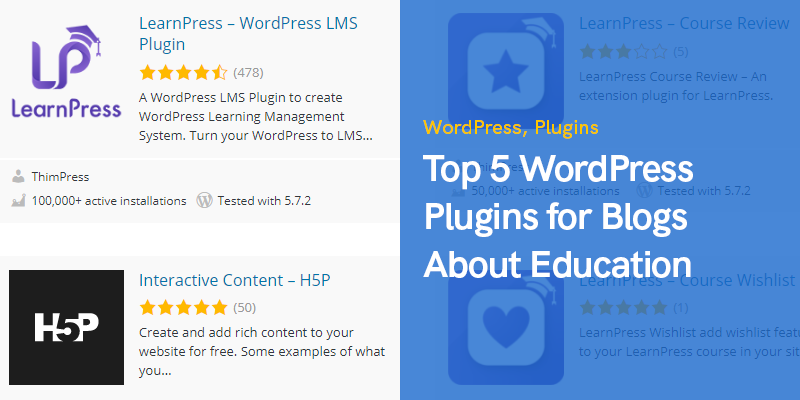 LearnPress – WordPress LMS
Plugin
(478)
A WordPress LMS Plugin to create
WordPress Learning Management
System. Turn your WordPress to LMS...
LP
LearnPress
ThimPress
100,000+ active installations
Tested with 5.7.2
Interactive Content – H5P
(50)
Create and add rich content to your
website for free. Some examples of what
you...
H5P
LearnPress – Course Review
(5)
LearnPress Course Review – An
extension plugin for LearnPress.
WordPress, Plugins
Top 5 WordPress
Plugins for Blogs
About Education
50,000+ active installations
Tested with 5.7.2
LearnPress – Course Wishlist
(1)
LearnPress Wishlist add wishlist featu
to your LearnPress course in your sit